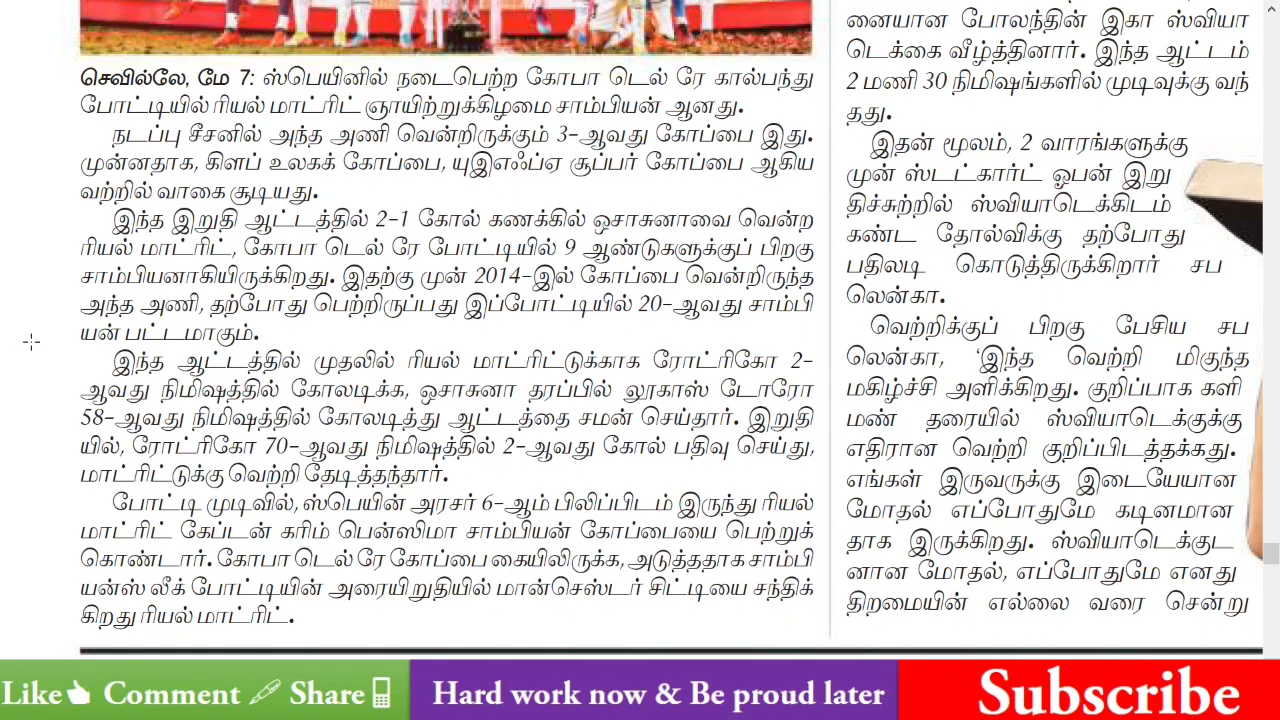 செவில்லே, மே 7: ஸ்பெயினில் நடைபெற்ற கோபா டெல் ரே கால்பந்து
போட்டியில் ரியல் மாட்ரிட் ஞாயிற்றுக்கிழமை சாம்பியன் ஆனது.
நடப்பு சீசனில் அந்த அணி வென்றிருக்கும் 3-ஆவது கோப்பை இது.
முன்னதாக, கிளப் உலகக் கோப்பை, யுஇஎஃப்ஏ சூப்பர் கோப்பை ஆகிய
வற்றில் வாகை சூடியது.
இந்த இறுதி ஆட்டத்தில் 2-1 கோல் கணக்கில் ஒசாசுனாவை வென்ற
ரியல் மாட்ரிட், கோபா டெல் ரே போட்டியில் 9 ஆண்டுகளுக்குப் பிறகு
சாம்பியனாகியிருக்கிறது. இதற்கு முன் 2014-இல் கோப்பை வென்றிருந்த
அந்த அணி, தற்போது பெற்றிருப்பது இப்போட்டியில் 20-ஆவது சாம்பி
யன் பட்டமாகும்.
இந்த ஆட்டத்தில் முதலில் ரியல் மாட்ரிட்டுக்காக ரோட்ரிகோ 2-
ஆவது நிமிஷத்தில் கோலடிக்க, ஒசாசுனா தரப்பில் லூகாஸ் டோரோ
58-ஆவது நிமிஷத்தில் கோலடித்து ஆட்டத்தை சமன் செய்தார். இறுதி
யில், ரோட்ரிகோ 70-ஆவது நிமிஷத்தில் 2-ஆவது கோல் பதிவு செய்து,
மாட்ரிட்டுக்கு வெற்றி தேடித்தந்தார்.
போட்டி முடிவில், ஸ்பெயின் அரசர் 6-ஆம் பிலிப்பிடம் இருந்து ரியல்
மாட்ரிட் கேப்டன் கரிம் பென்ஸிமா சாம்பியன் கோப்பையை பெற்றுக்
கொண்டார். கோபா டெல் ரே கோப்பை கையிலிருக்க, அடுத்ததாக சாம்பி
யன்ஸ் லீக் போட்டியின் அரையிறுதியில் மான்செஸ்டர் சிட்டியை சந்திக்
கிறது ரியல் மாட்ரிட்.
னையான போலந்தின் இகா ஸ்வியா
டெக்கை வீழ்த்தினார். இந்த ஆட்டம்
2 மணி 30 நிமிஷங்களில் முடிவுக்கு வந்
தது.
இதன் மூலம், 2 வாரங்களுக்கு
முன் ஸ்டட்கார்ட் ஓபன் இறு
திச்சுற்றில் ஸ்வியாடெக்கிடம்
கண்ட தோல்விக்கு தற்போது
பதிலடி கொடுத்திருக்கிறார் சப
லென்கா.
வெற்றிக்குப் பிறகு பேசிய சப
லென்கா, ‘இந்த வெற்றி மிகுந்த
மகிழ்ச்சி அளிக்கிறது. குறிப்பாக களி
மண் தரையில் ஸ்வியாடெக்குக்கு
எதிரான வெற்றி குறிப்பிடத்தக்கது.
எங்கள் இருவருக்கு இடையேயான
மோதல் எப்போதுமே கடினமான
தாக இருக்கிறது. ஸ்வியாடெக்குட
னான மோதல், எப்போதுமே எனது
திறமையின் எல்லை வரை சென்று
Like Comment Share
Hard work now & Be proud later
Subscribe